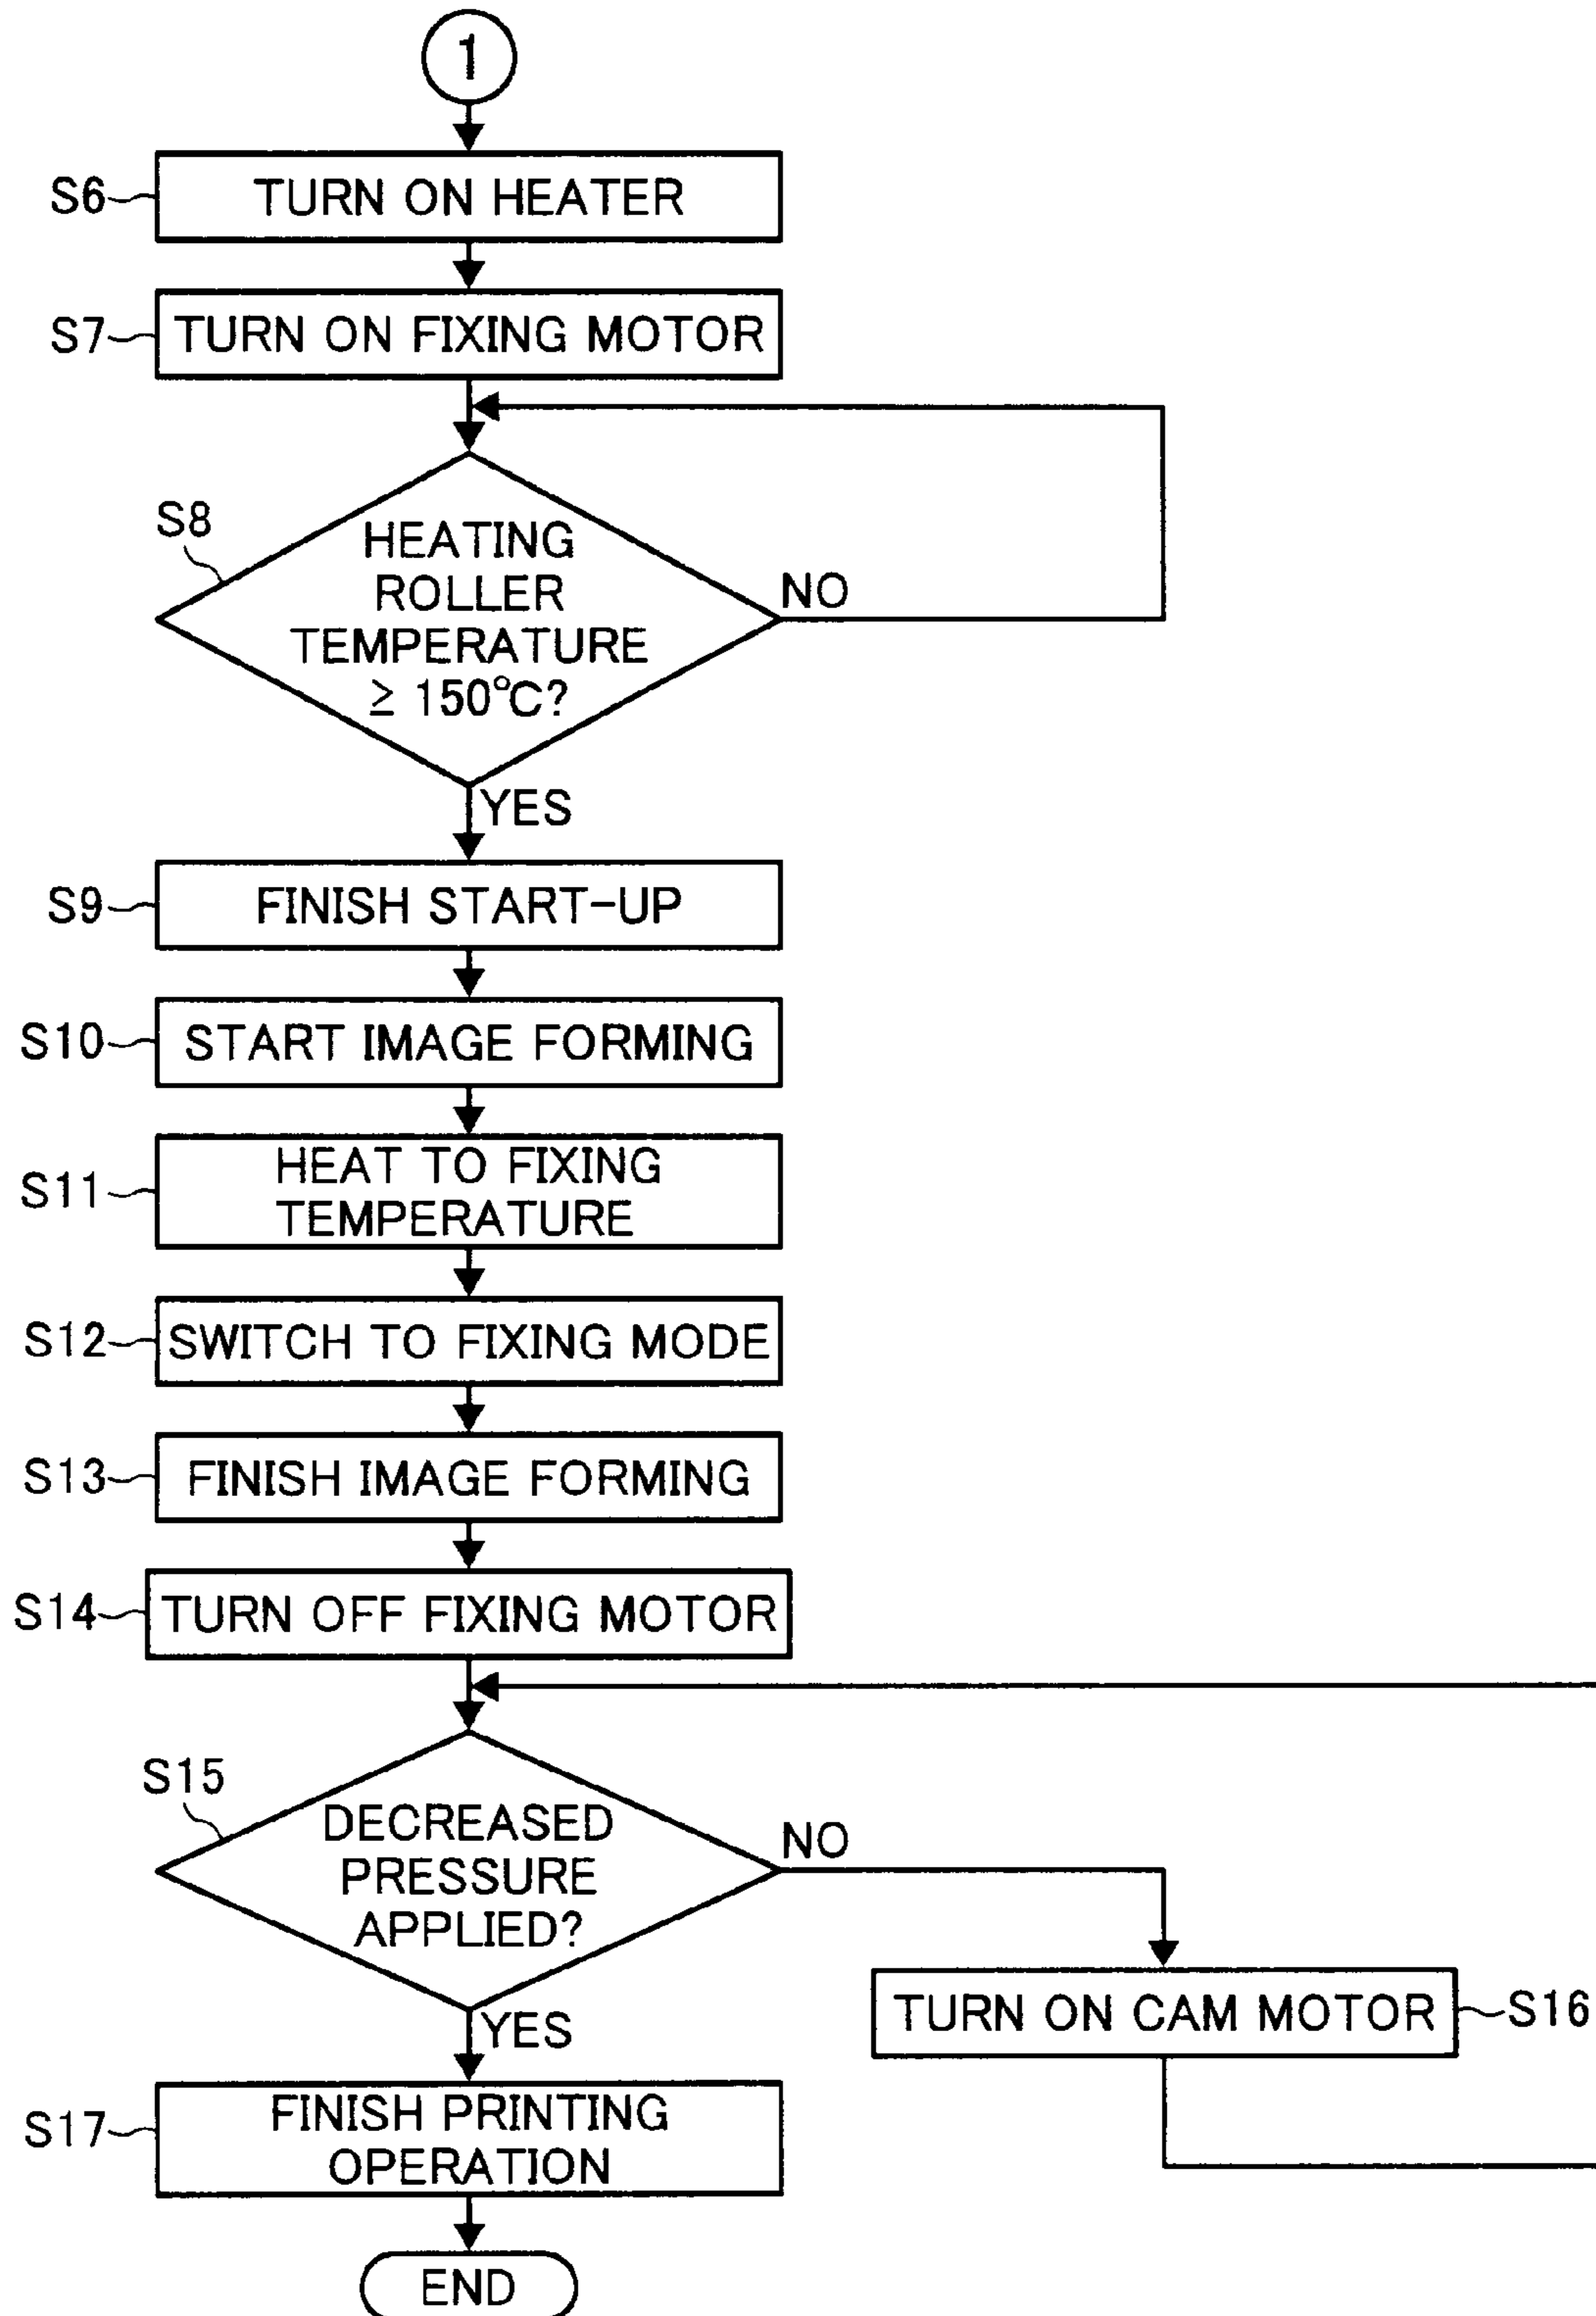 1
S6
TURN ON HEATER
S7
TURN ON FIXING MOTOR
S8
HEATING
ROLLER
TEMPERATURE
≥ 150°C?
NO
YES
S9
FINISH START-UP
S10
START IMAGE FORMING
S11
HEAT TO FIXING
TEMPERATURE
S12
SWITCH TO FIXING MODE
S13
FINISH IMAGE FORMING
S14
TURN OFF FIXING MOTOR
S15
DECREASED
PRESSURE
APPLIED?
NO
TURN ON CAM MOTOR
S16
YES
S17
FINISH PRINTING
OPERATION
END